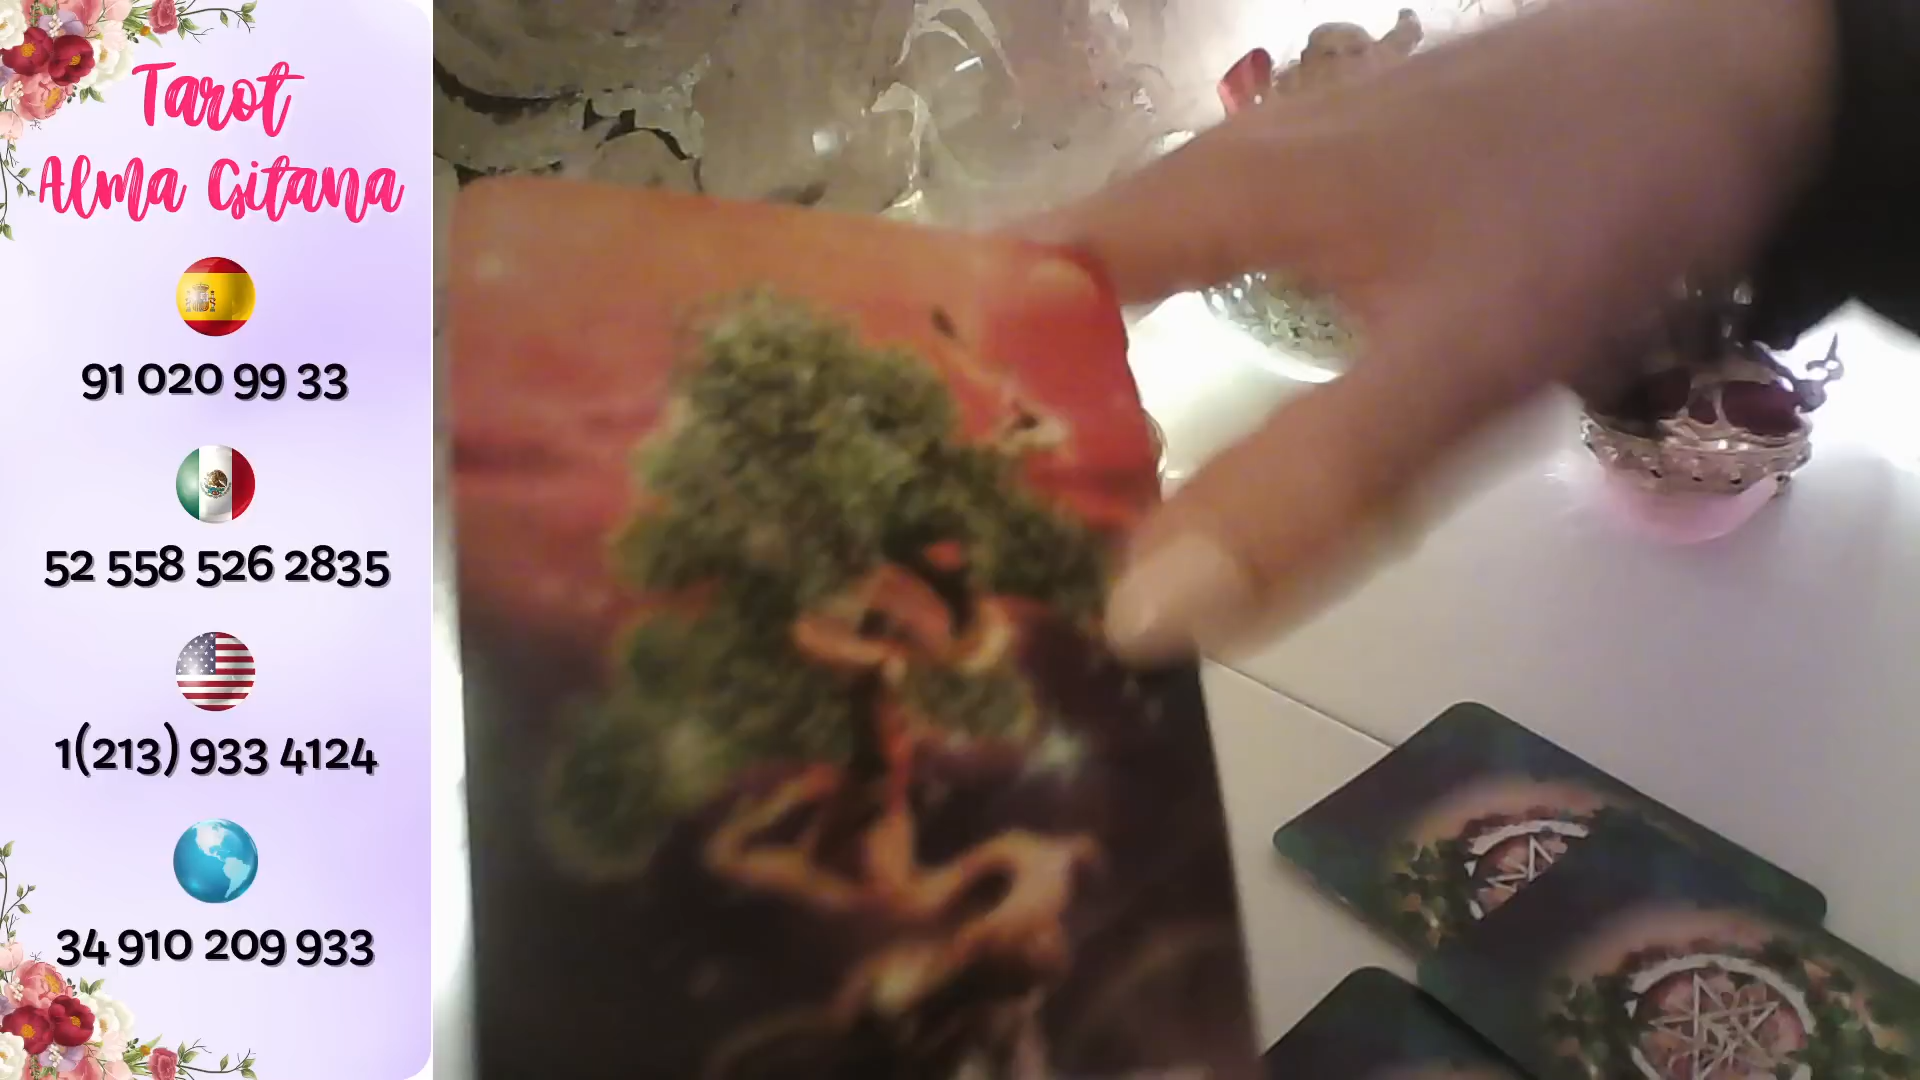 Tarot
Alma Gitana
91 020 99 33
52 558 526 2835
1(213) 933 4124
34 910 209 933